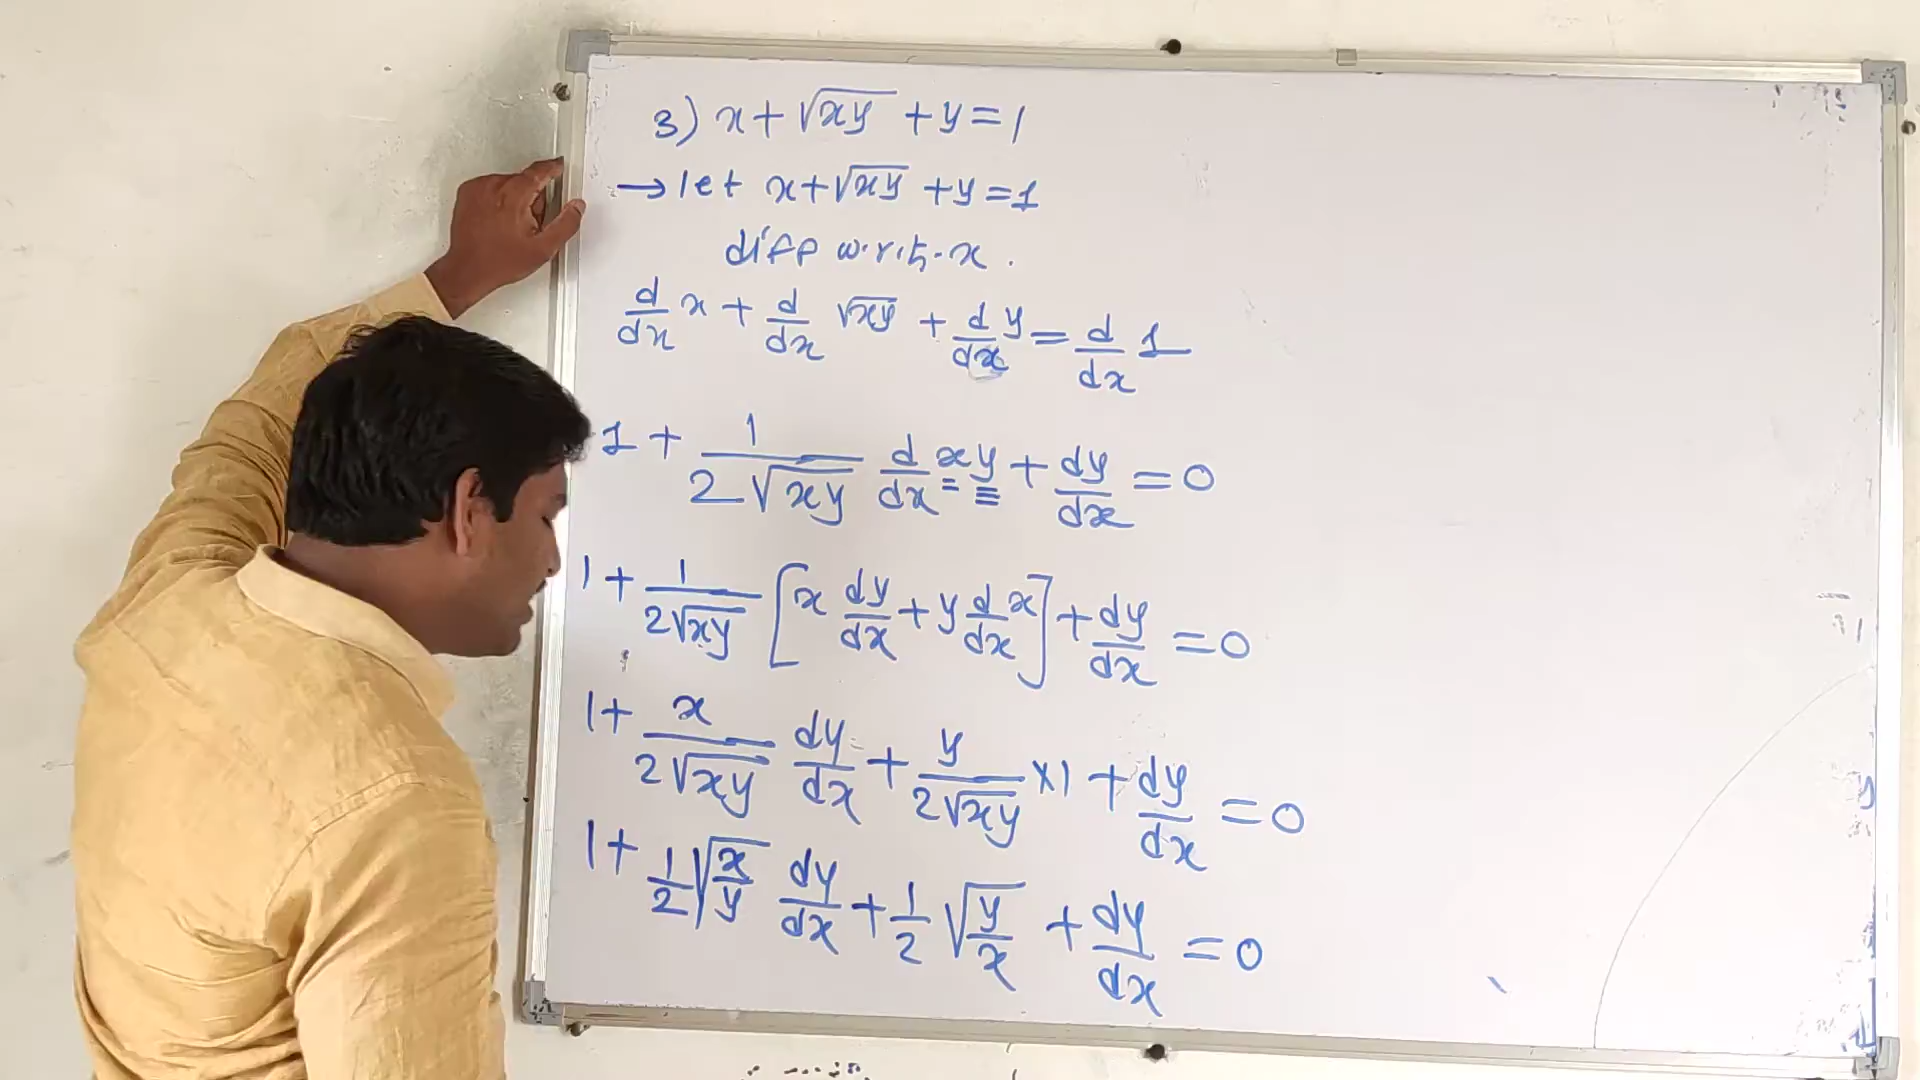 3) x + √xy + y = 1
→ let x + √xy + y = 1
diff w.r.t. x.
d/dx x + d/dx √xy + d/dx y = d/dx 1
1 + 1/2√xy d/dx xy + dy/dx = 0
1 + 1/2√xy [x dy/dx + y d/dx x] + dy/dx = 0
1 + x/2√xy dy/dx + y/2√xy × 1 + dy/dx = 0
1 + 1/2 √x/y dy/dx + 1/2 √y/x + dy/dx = 0